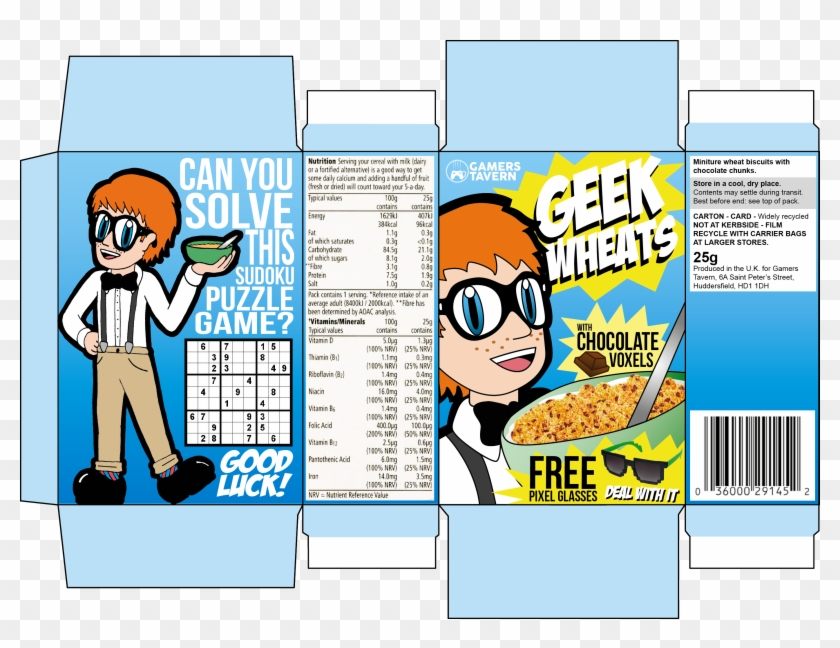 CAN YOU
SOLVE
THIS
SUDOKU
PUZZLE
GAME?
6 7 1 5
3 9 8
2 3 4 9
7 4
4 9 8
1 4
6 7 9 3
9 2 5
2 8 7 6
GOOD
LUCK!
Nutrition Serving your cereal with milk (dairy
or a fortified alternative) is a good way to get
some daily calcium and adding a handful of fruit
(fresh or dried) will count toward your 5-a-day.
Typical values 100g 25g
contains contains
Energy 1629kJ 407kJ
384kcal 96kcal
Fat 1.1g 0.3g
of which saturates 0.3g <0.1g
Carbohydrate 84.5g 21.1g
of which sugars 8.1g 2.0g
**Fibre 3.1g 0.8g
Protein 7.5g 1.9g
Salt 1.0g 0.2g
Pack contains 1 serving. *Reference intake of an
average adult (8400kJ / 2000kcal). **Fibre has
been determined by AOAC analysis.
'Vitamins/Minerals 100g 25g
Typical values contains contains
Vitamin D 5.0µg 1.3µg
(100% NRV) (25% NRV)
Thiamin (B₁) 1.1mg 0.3mg
(100% NRV) (25% NRV)
Riboflavin (B₂) 1.4mg 0.4mg
(100% NRV) (25% NRV)
Niacin 16.0mg 4.0mg
(100% NRV) (25% NRV)
Vitamin B₆ 1.4mg 0.4mg
(100% NRV) (25% NRV)
Folic Acid 400.0µg 100.0µg
(200% NRV) (50% NRV)
Vitamin B₁₂ 2.5µg 0.6µg
(100% NRV) (25% NRV)
Pantothenic Acid 6.0mg 1.5mg
(100% NRV) (25% NRV)
Iron 14.0mg 3.5mg
(100% NRV) (25% NRV)
NRV = Nutrient Reference Value
GAMERS
TAVERN
GEEK
WHEATS
WITH
CHOCOLATE
VOXELS
FREE
PIXEL GLASSES
DEAL WITH IT
Miniture wheat biscuits with
chocolate chunks.
Store in a cool, dry place.
Contents may settle during transit.
Best before end: see top of pack.
CARTON - CARD - Widely recycled
NOT AT KERBSIDE - FILM
RECYCLE WITH CARRIER BAGS
AT LARGER STORES.
25g
Produced in the U.K. for Gamers
Tavern, 6A Saint Peter's Street,
Huddersfield, HD1 1DH
0 36000 29145 2